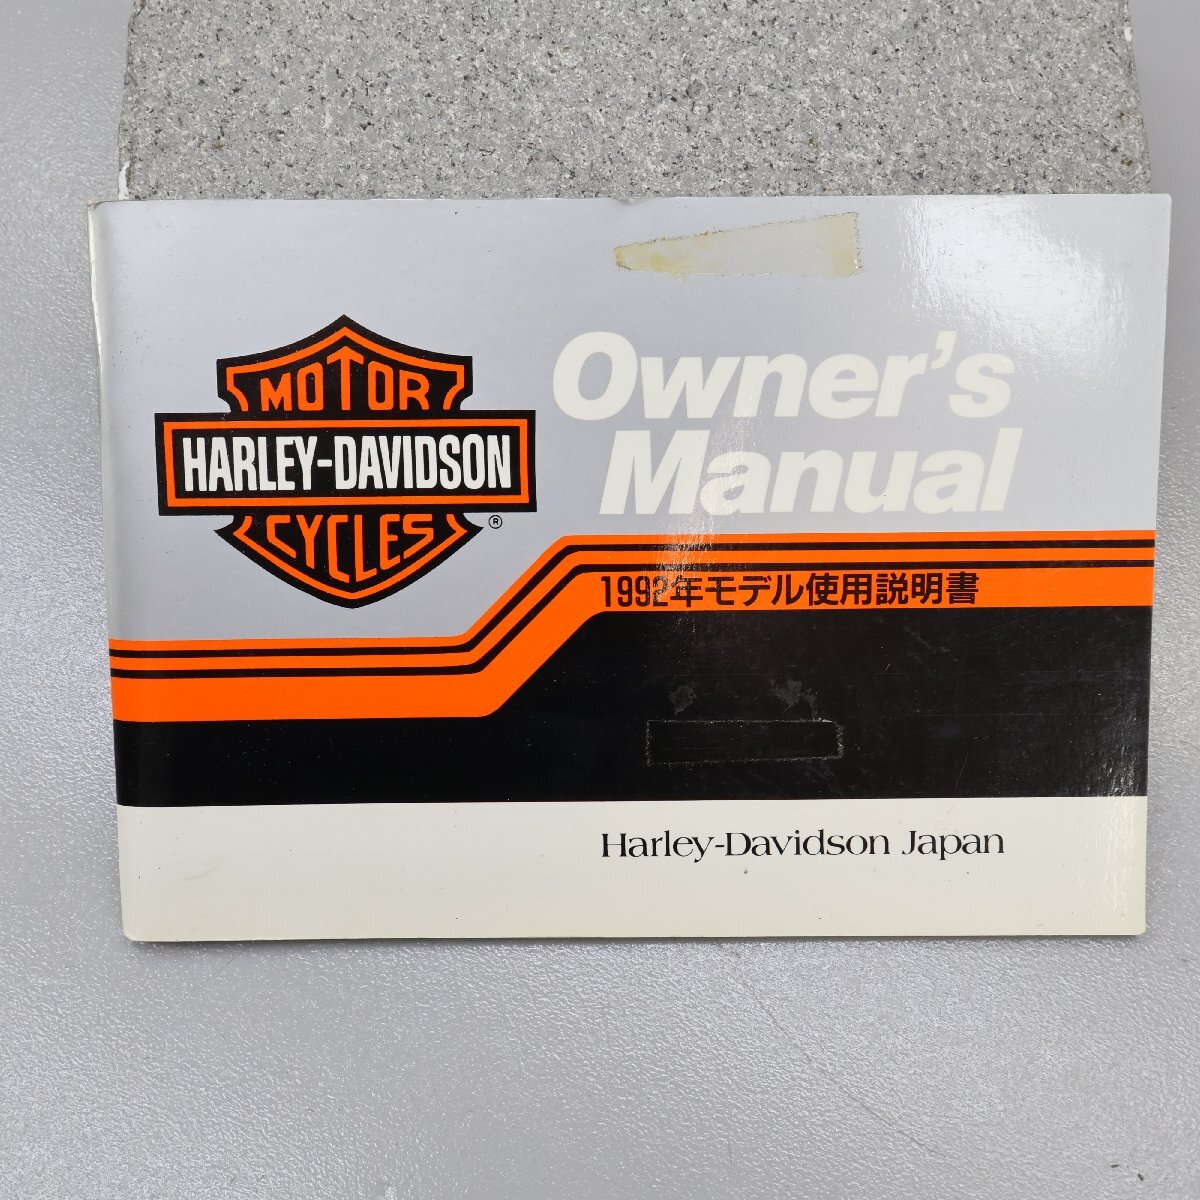 MOTOR
HARLEY-DAVIDSON
CYCLES
®
Owner's
Manual
1992年モデル使用説明書
Harley-Davidson Japan